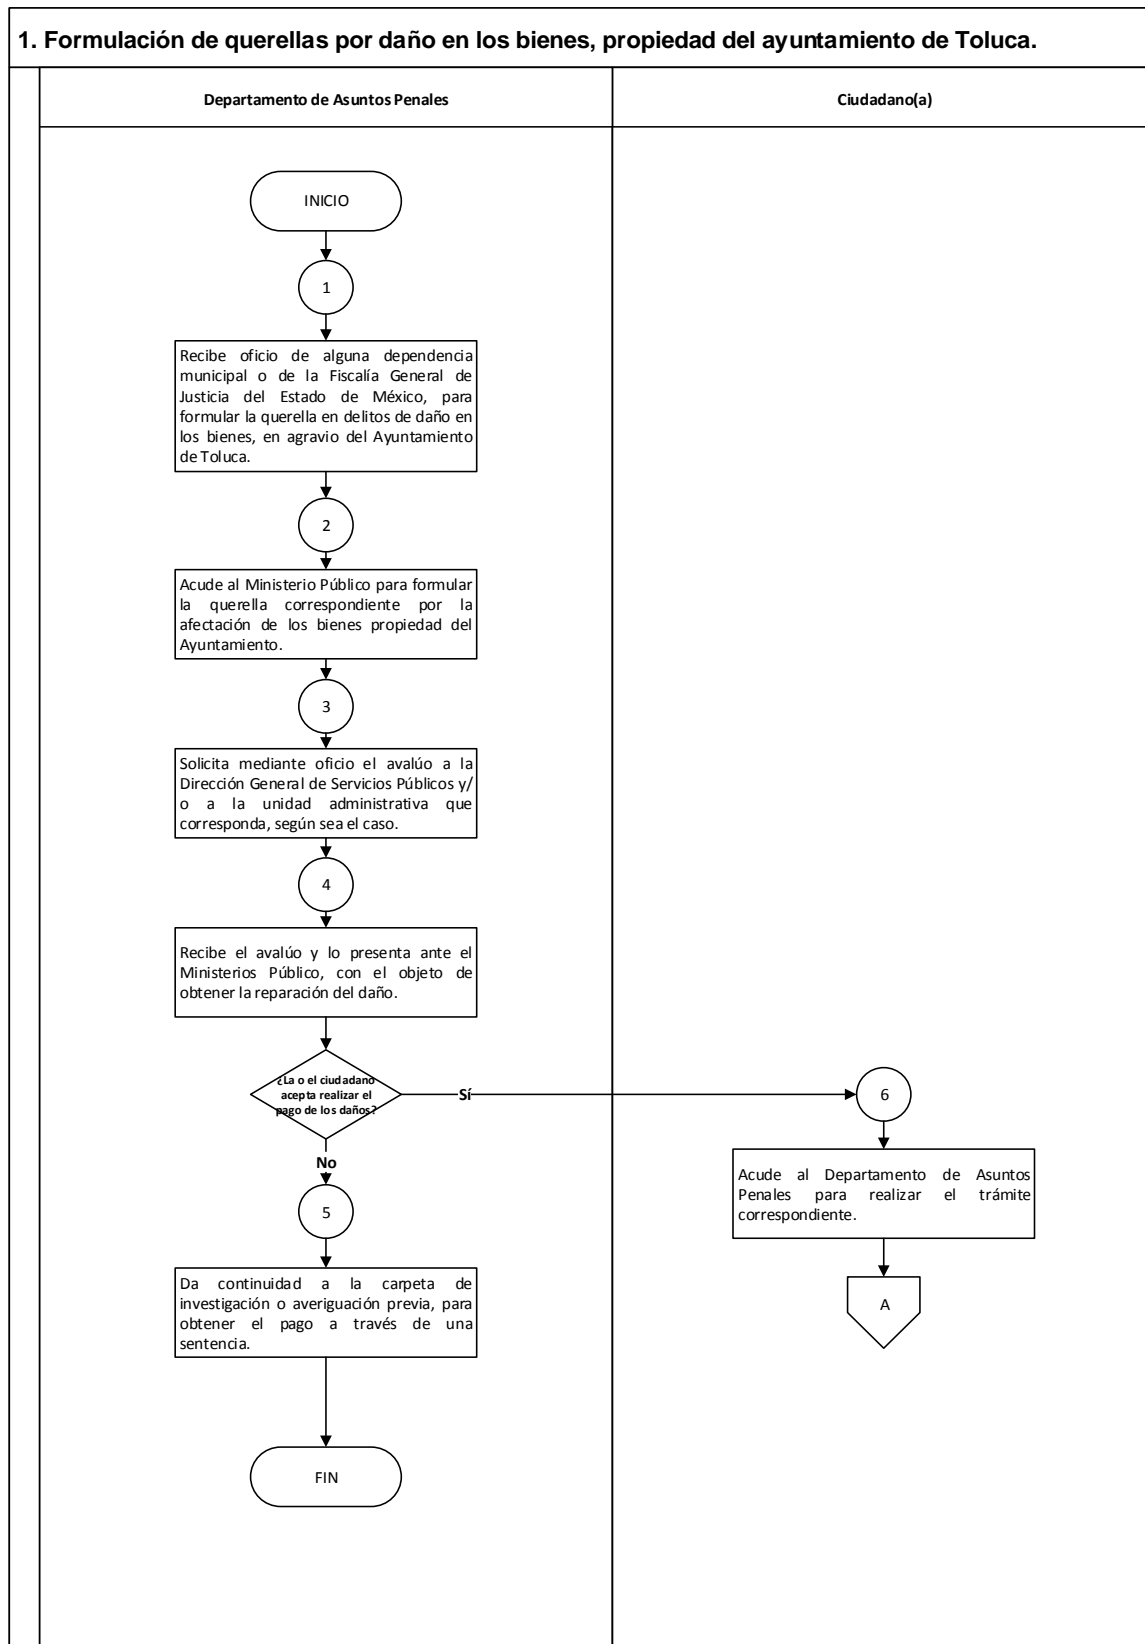 1. Formulación de querellas por daño en los bienes, propiedad del ayuntamiento de Toluca.
Departamento de Asuntos Penales
Ciudadano(a)
INICIO
1
Recibe oficio de alguna dependencia
municipal o de la Fiscalía General de
Justicia del Estado de México, para
formular la querella en delitos de daño en
los bienes, en agravio del Ayuntamiento
de Toluca.
2
Acude al Ministerio Público para formular
la querella correspondiente por la
afectación de los bienes propiedad del
Ayuntamiento.
3
Solicita mediante oficio el avalúo a la
Dirección General de Servicios Públicos y/
o a la unidad administrativa que
corresponda, según sea el caso.
4
Recibe el avalúo y lo presenta ante el
Ministerios Público, con el objeto de
obtener la reparación del daño.
¿La o el ciudadano
acepta realizar el
pago de los daños?
Sí
6
Acude al Departamento de Asuntos
Penales para realizar el trámite
correspondiente.
A
No
5
Da continuidad a la carpeta de
investigación o averiguación previa, para
obtener el pago a través de una
sentencia.
FIN